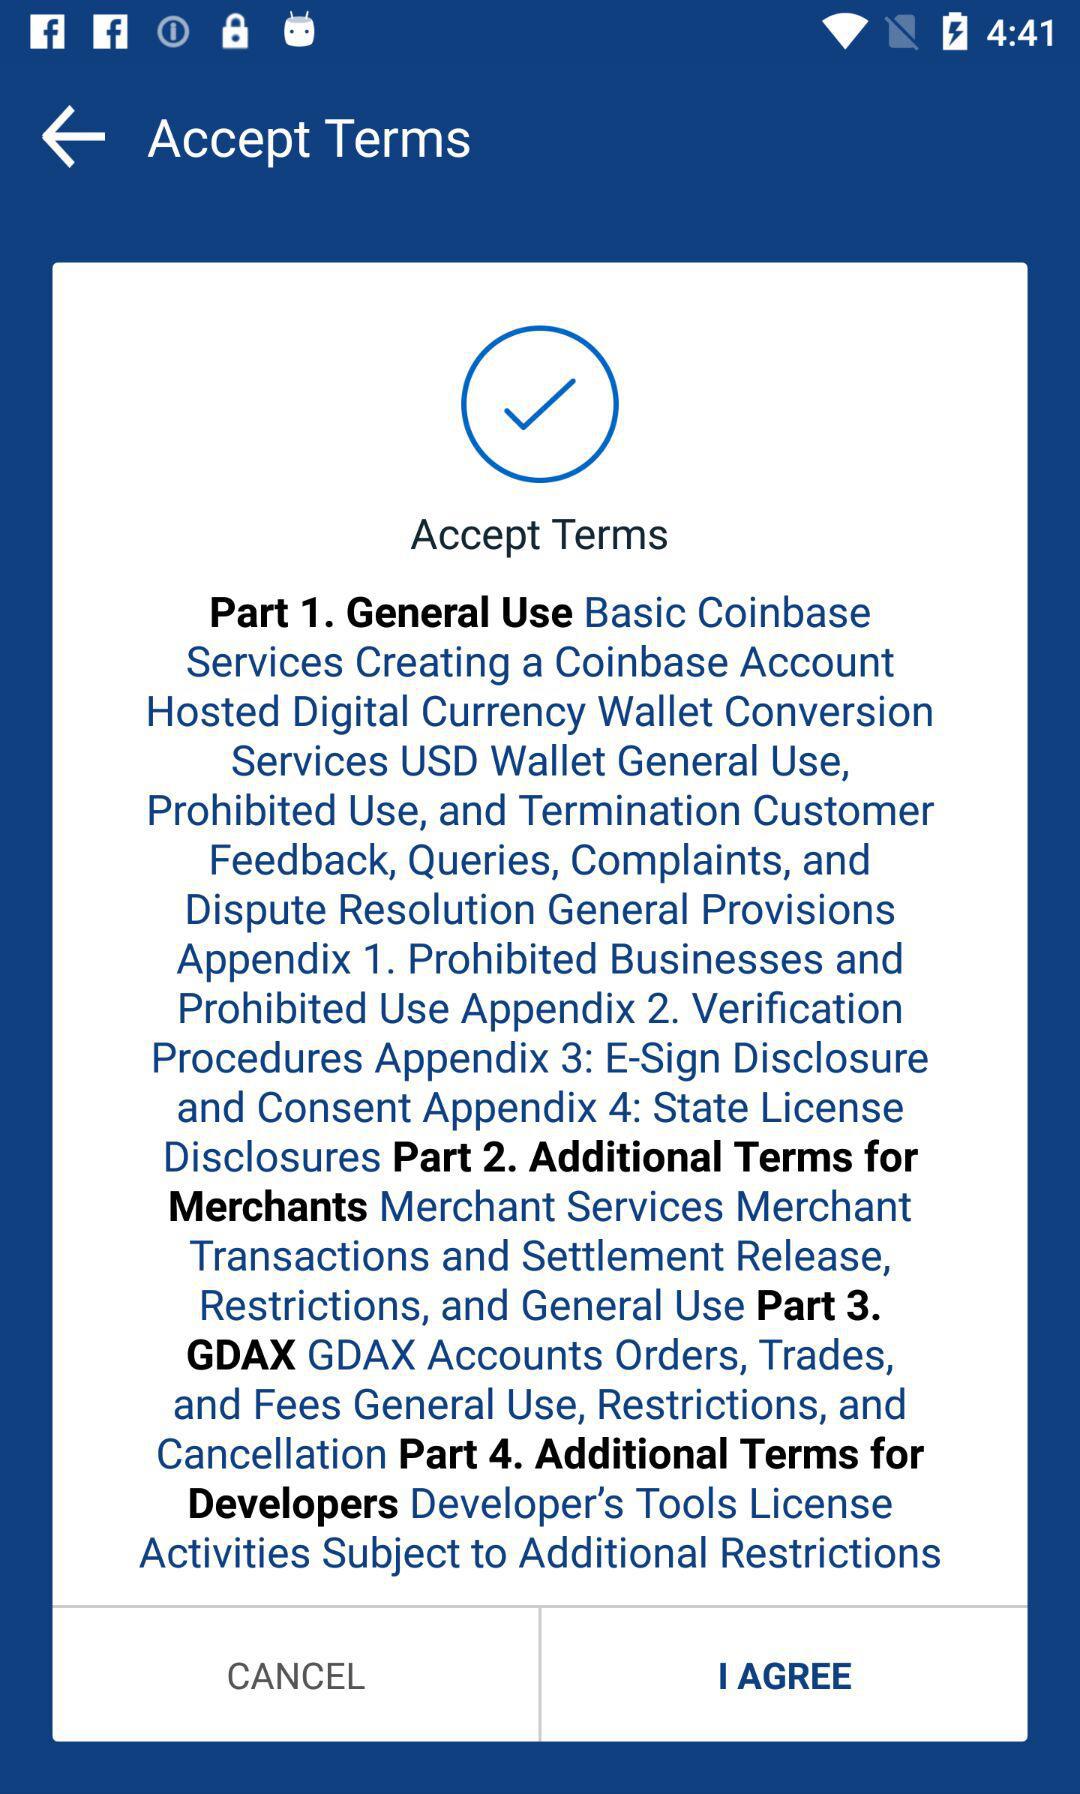 4:41
Accept Terms
Accept Terms
Part 1. General Use Basic Coinbase
Services Creating a Coinbase Account
Hosted Digital Currency Wallet Conversion
Services USD Wallet General Use,
Prohibited Use, and Termination Customer
Feedback, Queries, Complaints, and
Dispute Resolution General Provisions
Appendix 1. Prohibited Businesses and
Prohibited Use Appendix 2. Verification
Procedures Appendix 3: E-Sign Disclosure
and Consent Appendix 4: State License
Disclosures Part 2. Additional Terms for
Merchants Merchant Services Merchant
Transactions and Settlement Release,
Restrictions, and General Use Part 3.
GDAX GDAX Accounts Orders, Trades,
and Fees General Use, Restrictions, and
Cancellation Part 4. Additional Terms for
Developers Developer’s Tools License
Activities Subject to Additional Restrictions
CANCEL
I AGREE